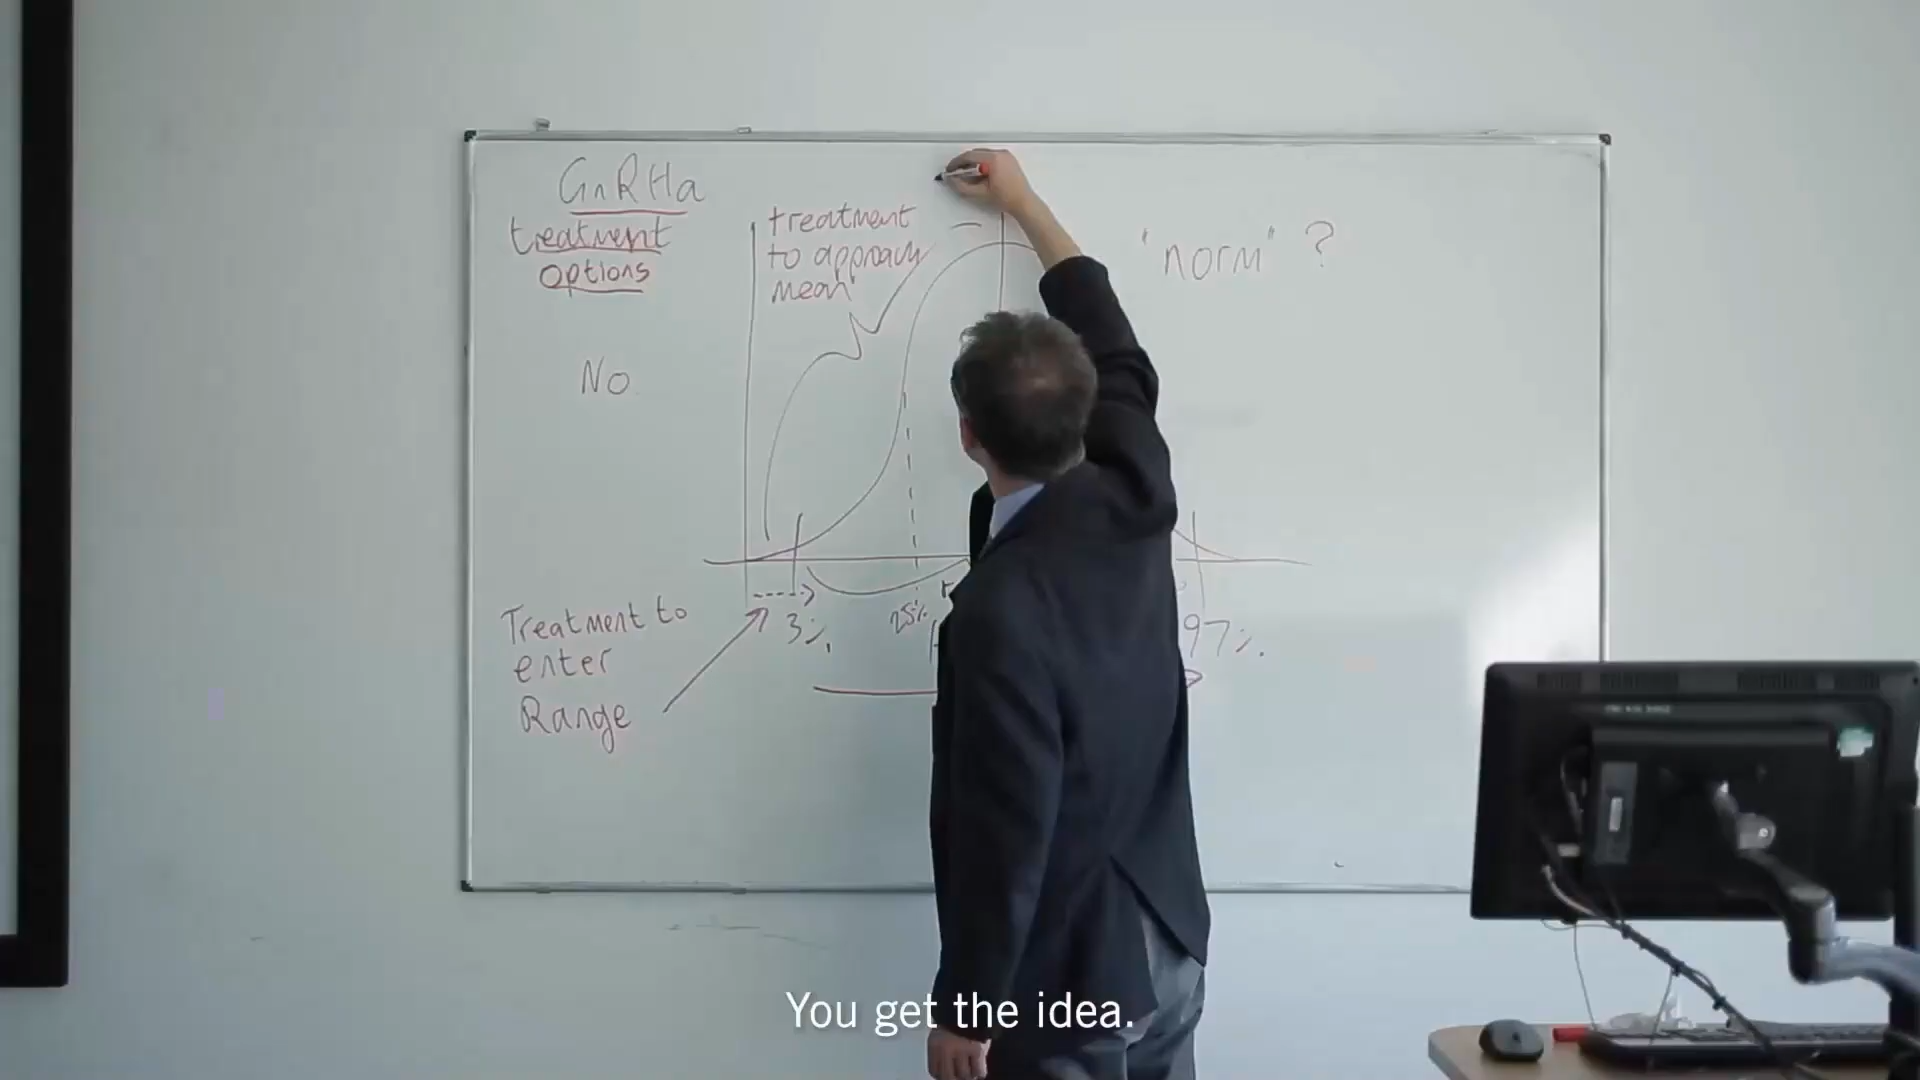 GnRHa
treatment
options
treatment
to approach
mean
"norm" ?
No.
Treatment to
enter
Range
3%
25%
97%
You get the idea.